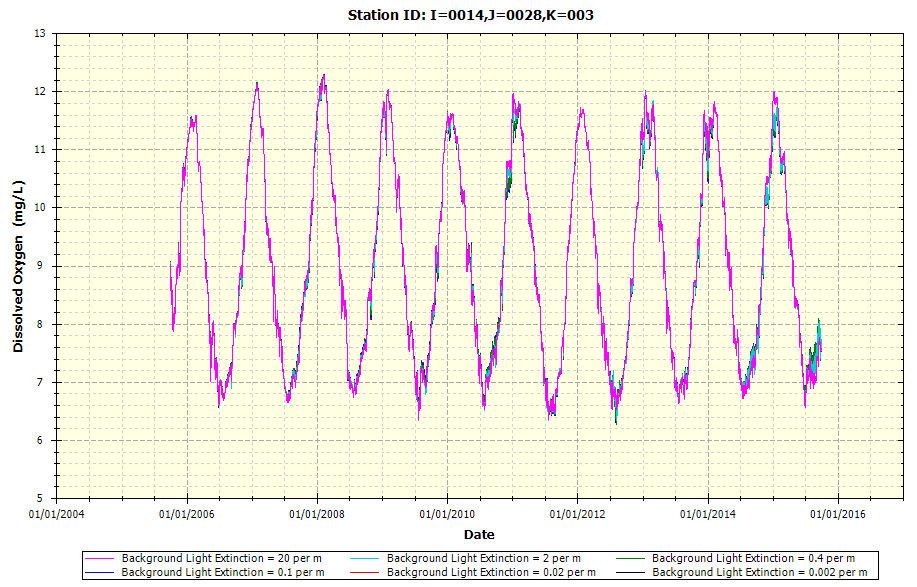 Station ID: I=0014,J=0028,K=003
13
12
11
10
9
8
7
6
5
Dissolved Oxygen (mg/L)
01/01/2004 01/01/2006 01/01/2008 01/01/2010 01/01/2012 01/01/2014 01/01/2016
Date
Background Light Extinction = 20 per m Background Light Extinction = 2 per m Background Light Extinction = 0.4 per m
Background Light Extinction = 0.1 per m Background Light Extinction = 0.02 per m Background Light Extinction = 0.002 per m